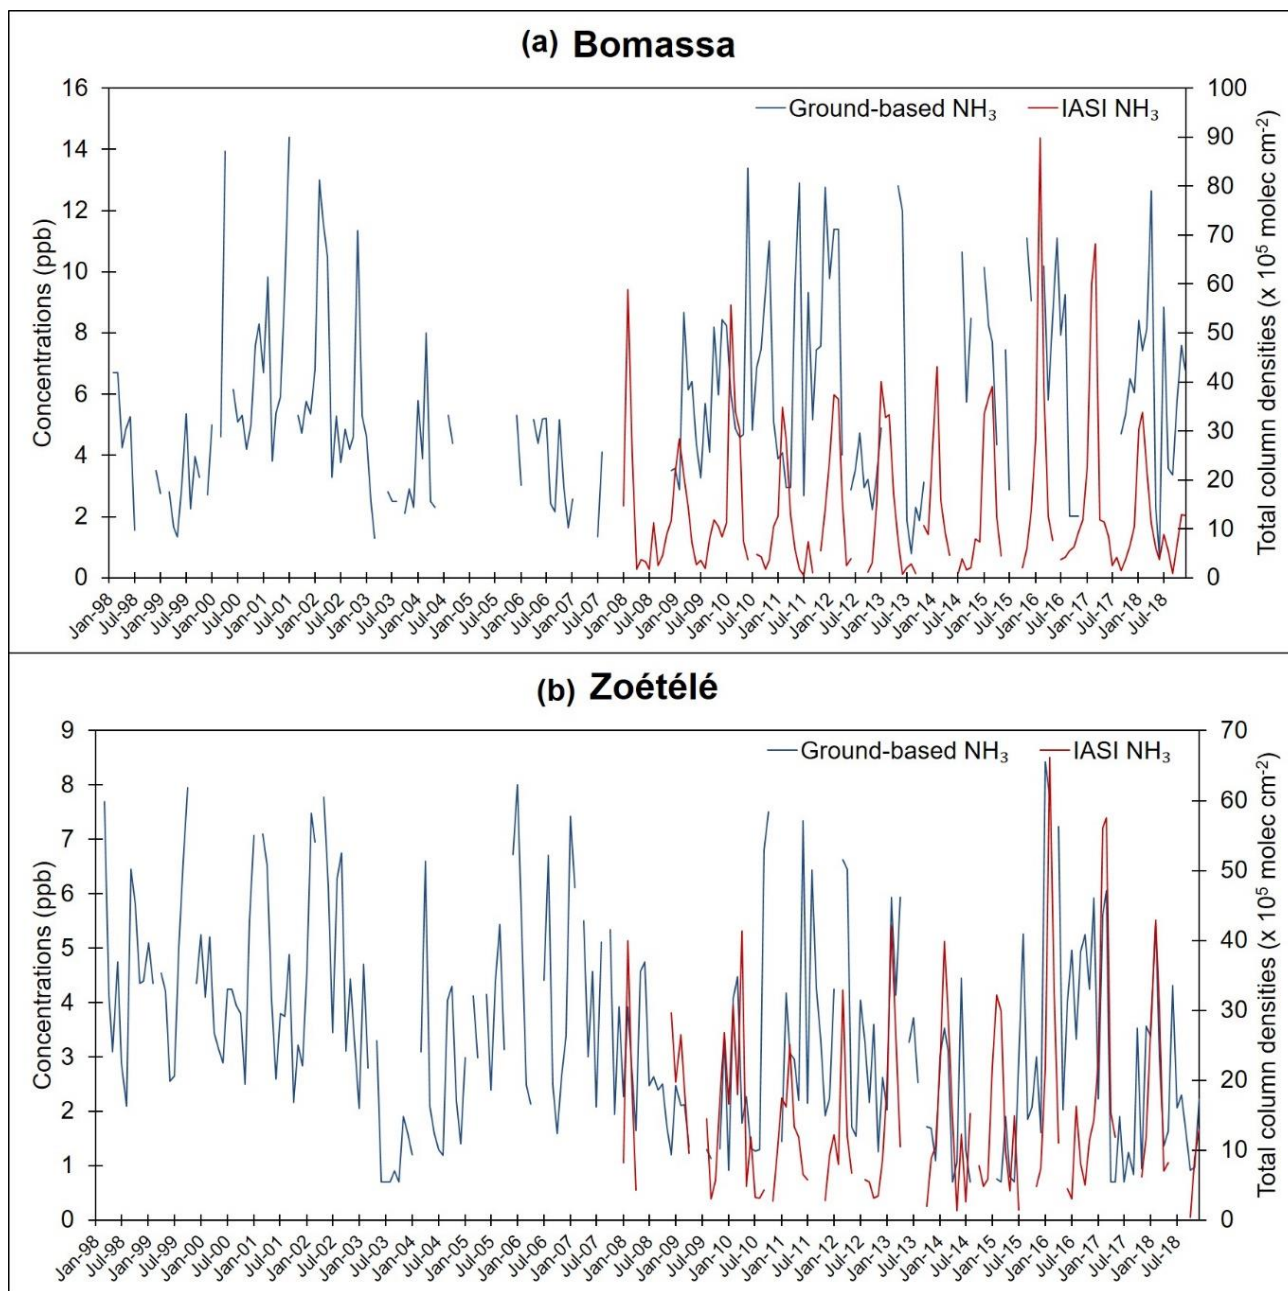 (a) Bomassa
Ground-based NH₃
IASI NH₃
Concentrations (ppb)
16
14
12
10
8
6
4
2
0
Total column densities (x 10⁵ molec cm⁻²)
100
90
80
70
60
50
40
30
20
10
0
Jan-98
Jul-98
Jan-99
Jul-99
Jan-00
Jul-00
Jan-01
Jul-01
Jan-02
Jul-02
Jan-03
Jul-03
Jan-04
Jul-04
Jan-05
Jul-05
Jan-06
Jul-06
Jan-07
Jul-07
Jan-08
Jul-08
Jan-09
Jul-09
Jan-10
Jul-10
Jan-11
Jul-11
Jan-12
Jul-12
Jan-13
Jul-13
Jan-14
Jul-14
Jan-15
Jul-15
Jan-16
Jul-16
Jan-17
Jul-17
Jan-18
Jul-18
(b) Zoétélé
Ground-based NH₃
IASI NH₃
Concentrations (ppb)
9
8
7
6
5
4
3
2
1
0
Total column densities (x 10⁵ molec cm⁻²)
70
60
50
40
30
20
10
0
Jan-98
Jul-98
Jan-99
Jul-99
Jan-00
Jul-00
Jan-01
Jul-01
Jan-02
Jul-02
Jan-03
Jul-03
Jan-04
Jul-04
Jan-05
Jul-05
Jan-06
Jul-06
Jan-07
Jul-07
Jan-08
Jul-08
Jan-09
Jul-09
Jan-10
Jul-10
Jan-11
Jul-11
Jan-12
Jul-12
Jan-13
Jul-13
Jan-14
Jul-14
Jan-15
Jul-15
Jan-16
Jul-16
Jan-17
Jul-17
Jan-18
Jul-18